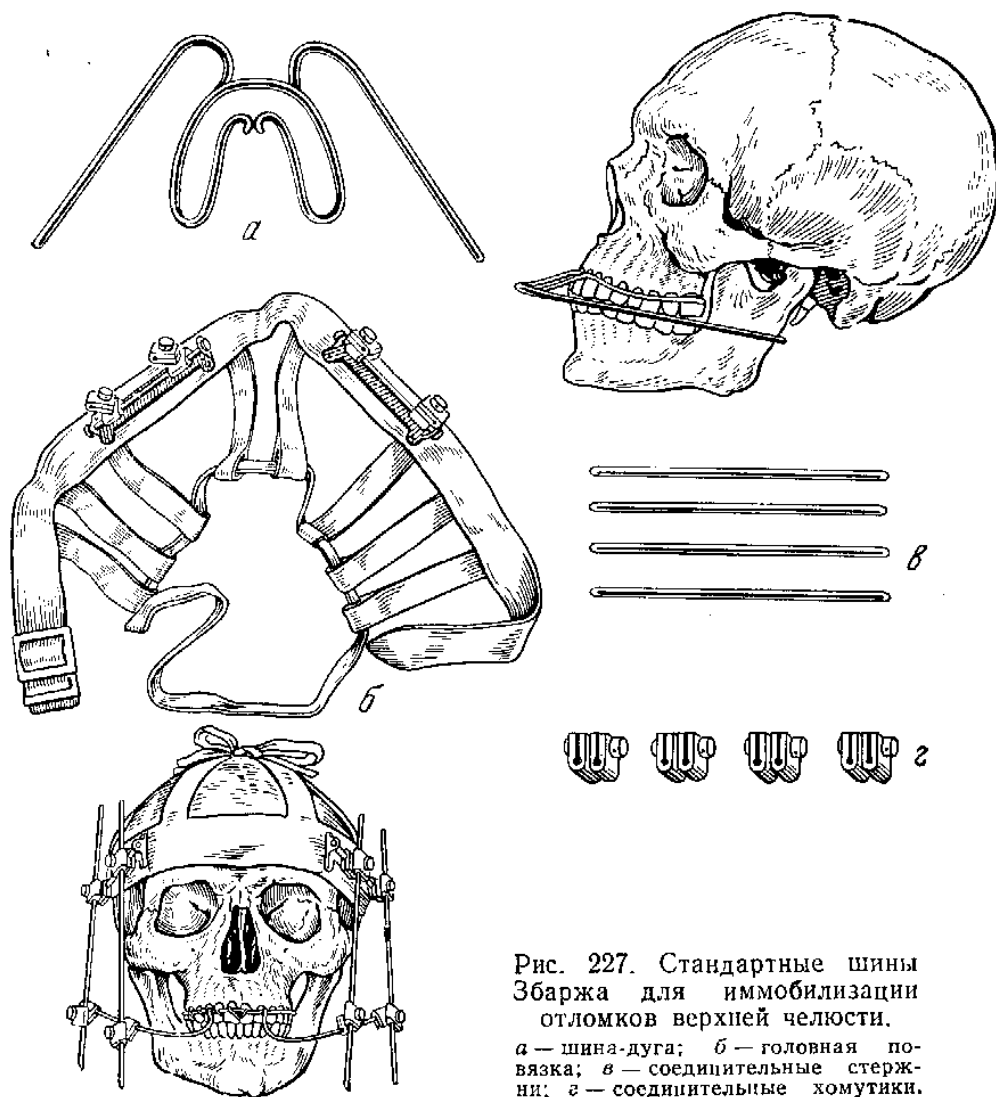 а
б
в
г
Рис. 227. Стандартные шины
Збаржа для иммобилизации
отломков верхней челюсти.
а — шина-дуга; б — головная по-
вязка; в — соединительные стерж-
ни; г — соединительные хомутики.